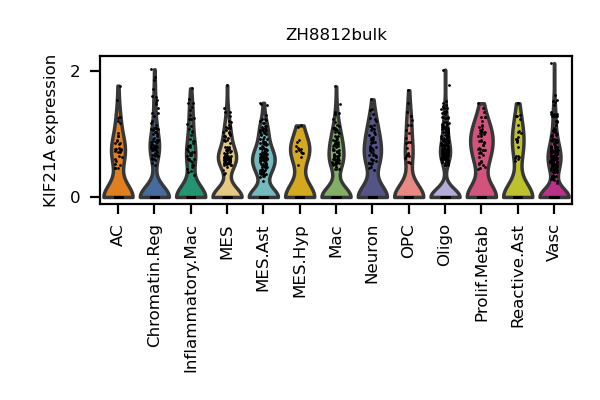 ZH8812bulk
KIF21A expression
2
0
AC
Chromatin.Reg
Inflammatory.Mac
MES
MES.Ast
MES.Hyp
Mac
Neuron
OPC
Oligo
Prolif.Metab
Reactive.Ast
Vasc